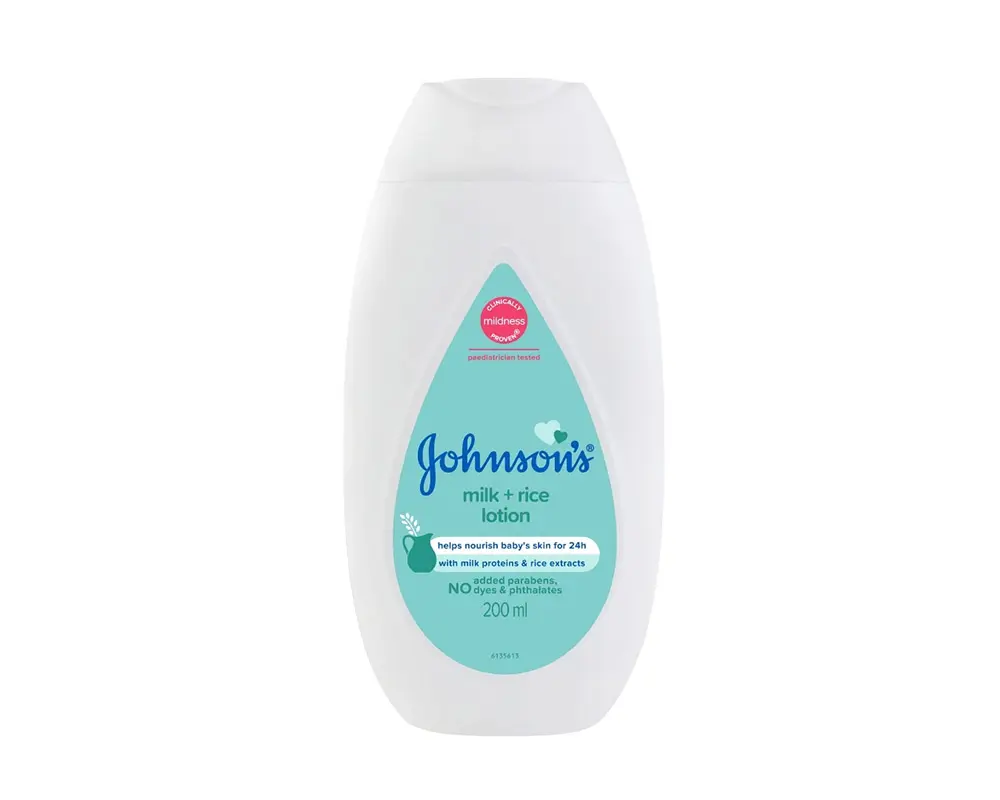 CLINICALLY
mildness
PROVEN®
paediatrician tested
Johnson's®
milk + rice
lotion
helps nourish baby's skin for 24h
with milk proteins & rice extracts
NO added parabens,
dyes & phthalates
200 ml
6135613